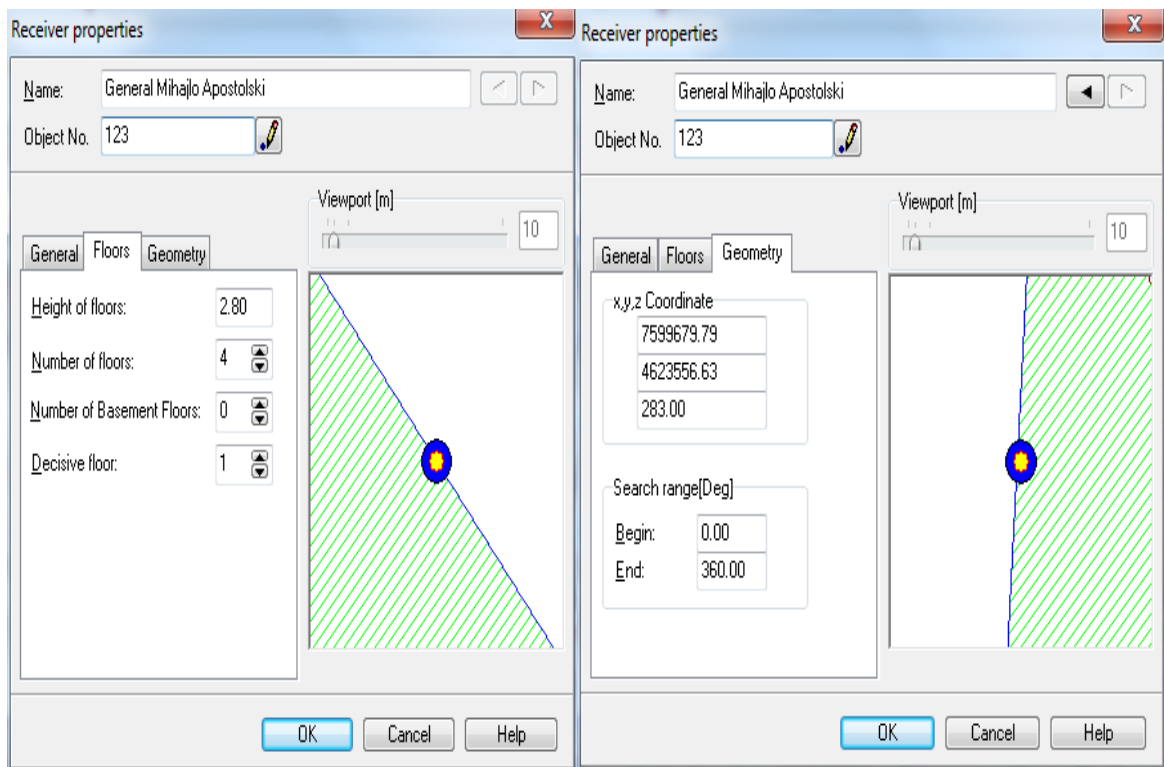 Receiver properties
X
Name: General Mihajlo Apostolski
Object No. 123
Viewport [m]
10
General Floors Geometry
Height of floors: 2.80
Number of floors: 4
Number of Basement Floors: 0
Decisive floor: 1
OK Cancel Help
Receiver properties
X
Name: General Mihajlo Apostolski
Object No. 123
Viewport [m]
10
General Floors Geometry
x,y,z Coordinate
7599679.79
4623556.63
283.00
Search range[Deg]
Begin: 0.00
End: 360.00
OK Cancel Help